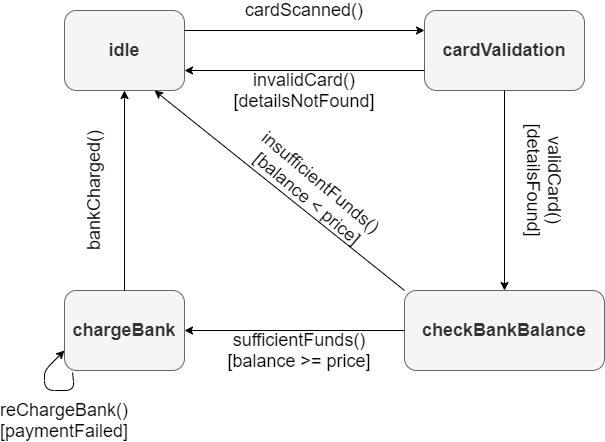 cardScanned()
idle
cardValidation
invalidCard()
[detailsNotFound]
validCard()
[detailsFound]
insufficientFunds()
[balance < price]
bankCharged()
chargeBank
checkBankBalance
sufficientFunds()
[balance >= price]
reChargeBank()
[paymentFailed]